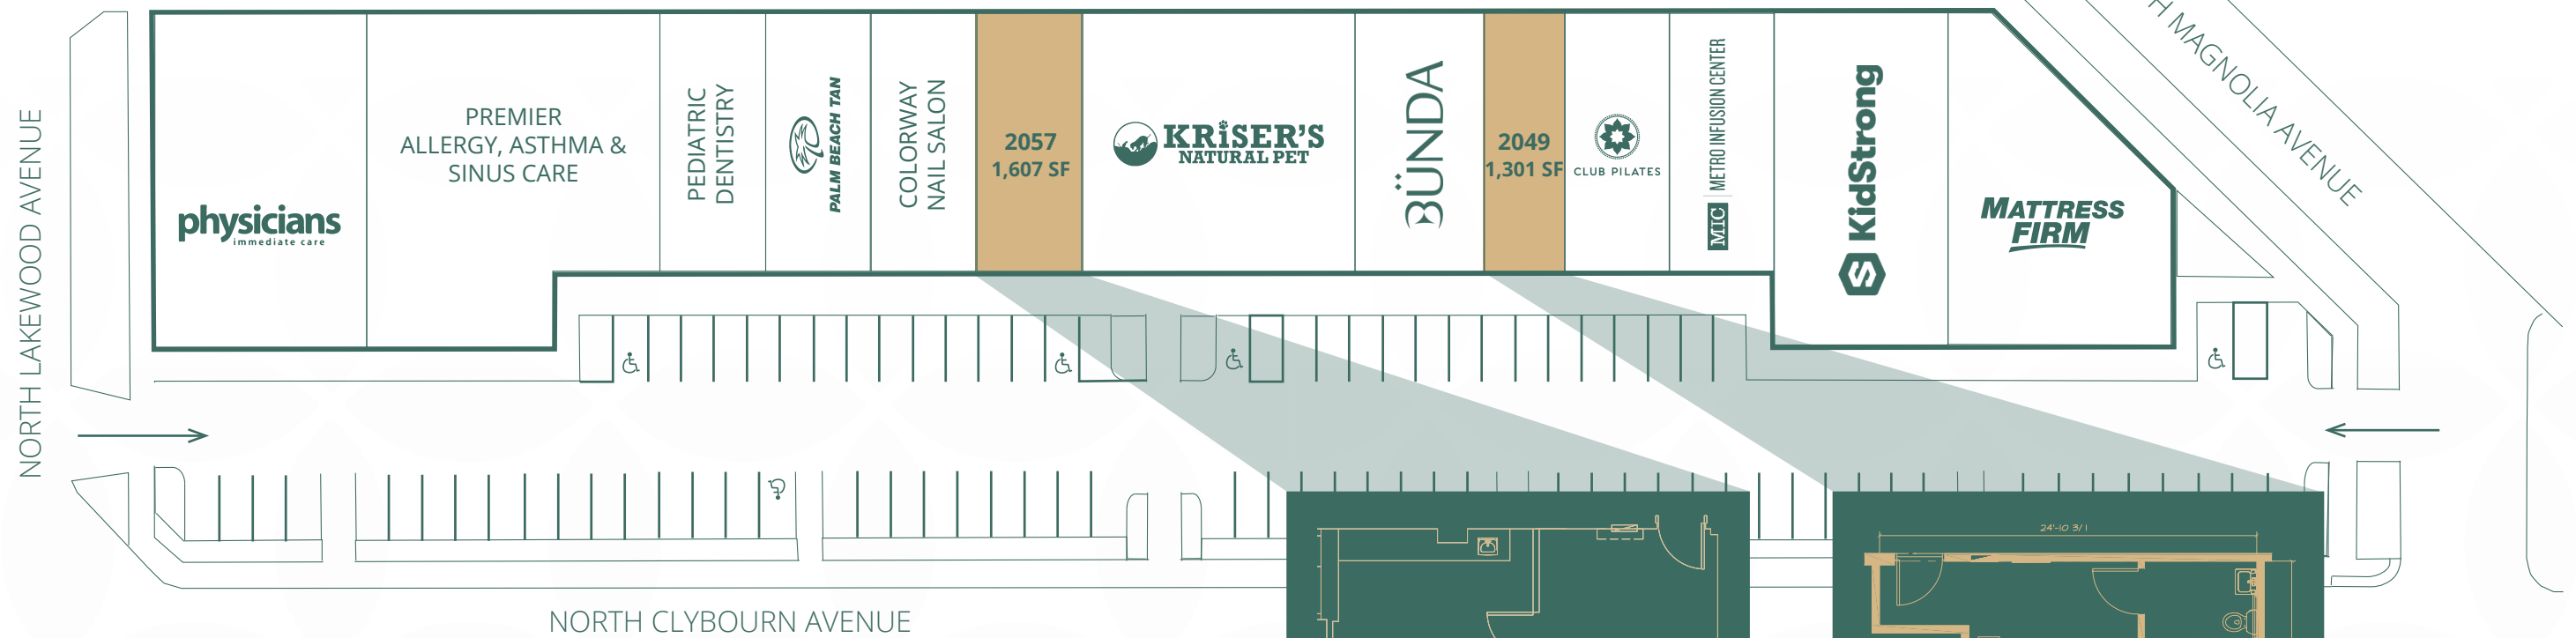 NORTH LAKEWOOD AVENUE
physicians
immediate care
PREMIER
ALLERGY, ASTHMA &
SINUS CARE
PEDIATRIC
DENTISTRY
PALM BEACH TAN
COLORWAY
NAIL SALON
2057
1,607 SF
KRiSER'S
NATURAL PET
BÜNDA
2049
1,301 SF
CLUB PILATES
MIC METRO INFUSION CENTER
KidStrong
MATTRESS
FIRM
H MAGNOLIA AVENUE
24'-10 3/1
NORTH CLYBOURN AVENUE